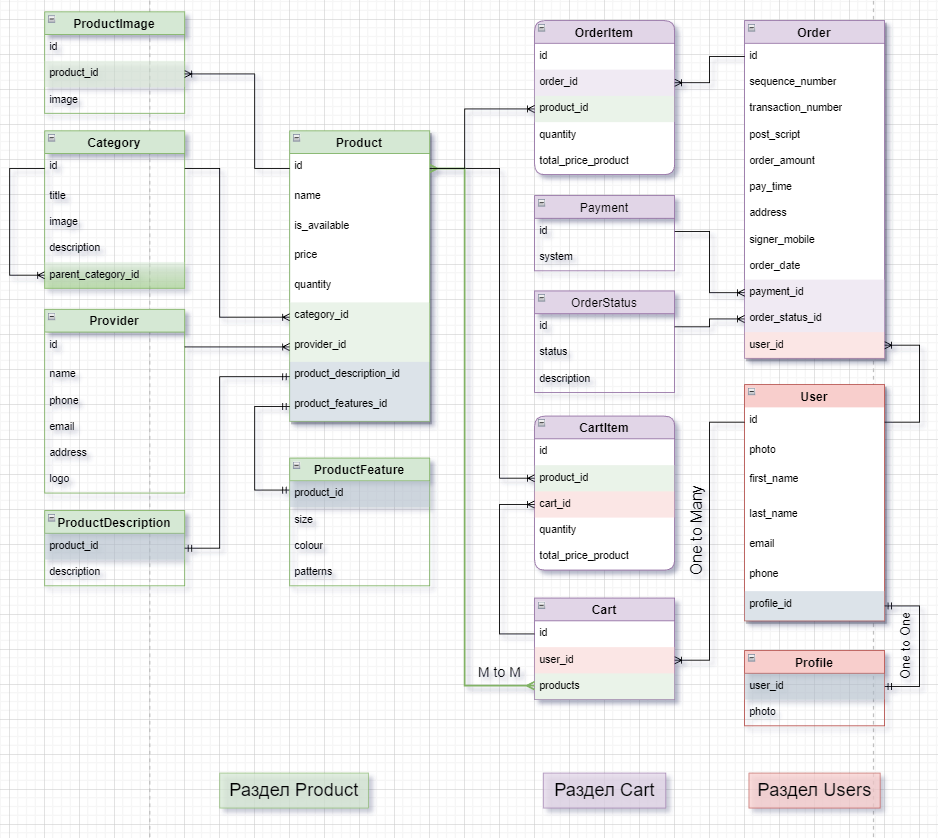 ProductImage
id
product_id
image
Category
id
title
image
description
parent_category_id
Provider
id
name
phone
email
address
logo
ProductDescription
product_id
description
Product
id
name
is_available
price
quantity
category_id
provider_id
product_description_id
product_features_id
ProductFeature
product_id
size
colour
patterns
OrderItem
id
order_id
product_id
quantity
total_price_product
Payment
id
system
OrderStatus
id
status
description
CartItem
id
product_id
cart_id
quantity
total_price_product
Cart
id
user_id
products
M to M
One to Many
Order
id
sequence_number
transaction_number
post_script
order_amount
pay_time
address
signer_mobile
order_date
payment_id
order_status_id
user_id
User
id
photo
first_name
last_name
email
phone
profile_id
One to One
Profile
user_id
photo
Раздел Product
Раздел Cart
Раздел Users